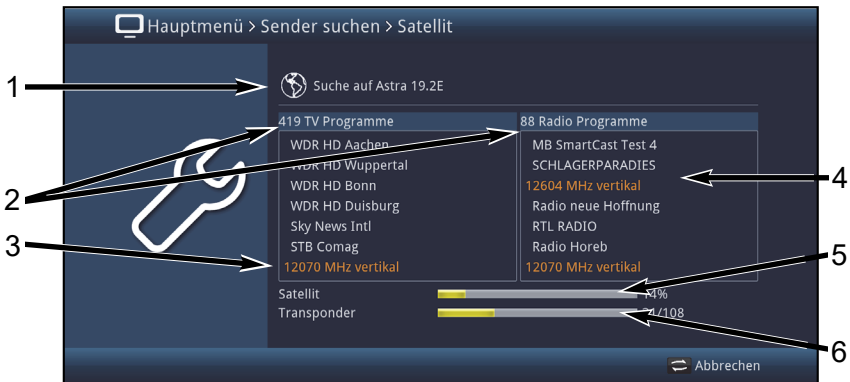 Hauptmenü > Sender suchen > Satellit
1
Suche auf Astra 19.2E
419 TV Programme
88 Radio Programme
2
WDR HD Aachen
WDR HD Wuppertal
WDR HD Bonn
WDR HD Duisburg
Sky News Intl
STB Comag
3
12070 MHz vertikal
MB SmartCast Test 4
SCHLAGERPARADIES
12604 MHz vertikal
4
Radio neue Hoffnung
RTL RADIO
Radio Horeb
12070 MHz vertikal
Satellit
14%
5
Transponder
31/108
6
Abbrechen